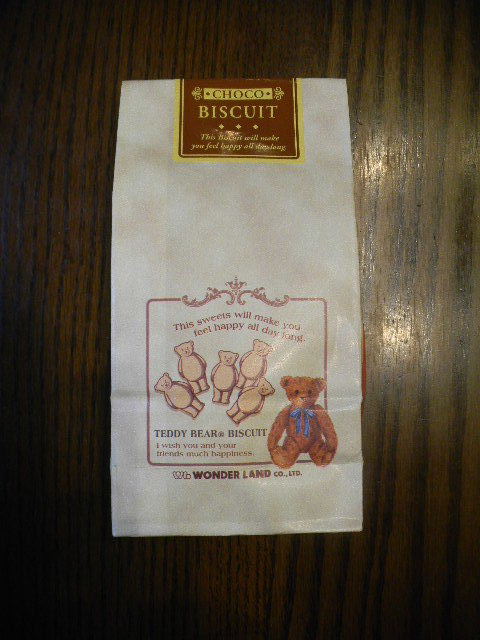 CHOCO
BISCUIT
This Biscuit will make
you feel happy all day long.
This sweets will make you
feel happy all day long.
TEDDY BEAR® BISCUIT
I wish you and your
friends much happiness.
WL WONDER LAND CO.,LTD.